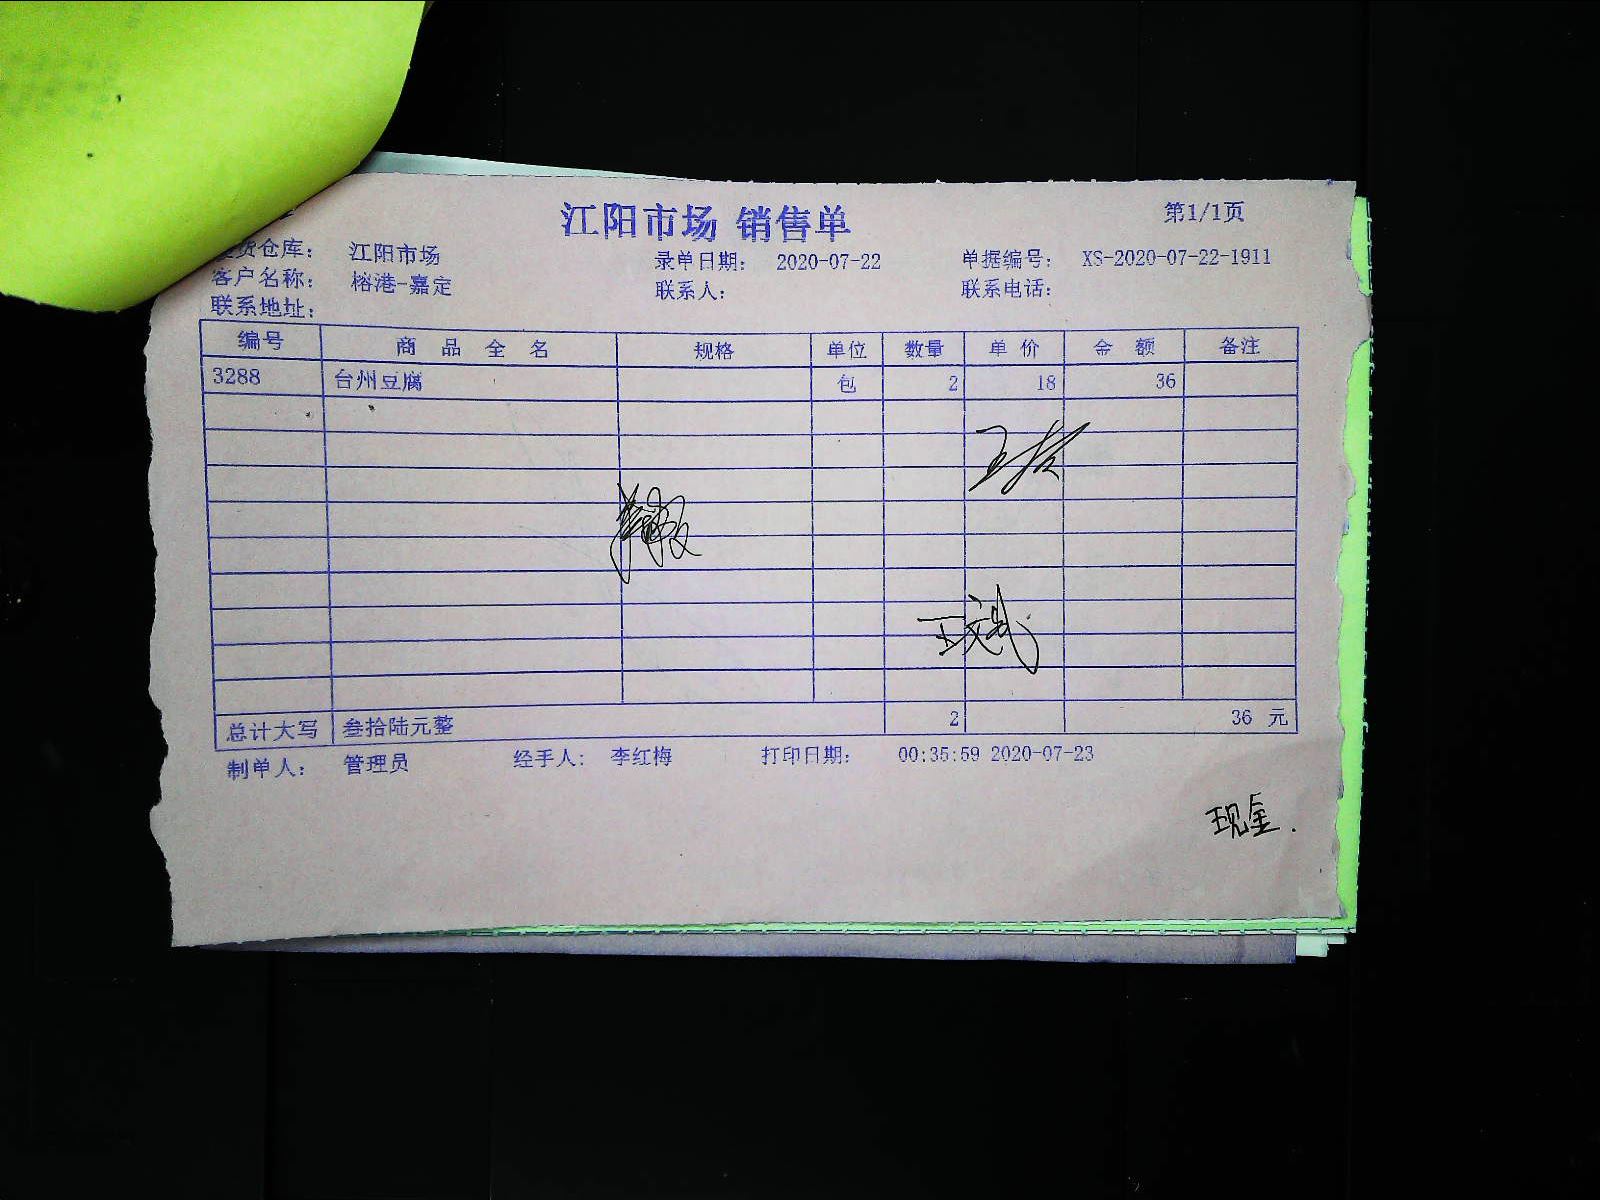 江阳市场 销售单
第1/1页
货仓库： 江阳市场 录单日期： 2020-07-22 单据编号： XS-2020-07-22-1911
客户名称： 榕港-嘉定 联系人： 联系电话：
联系地址：
编号 商品全名 规格 单位 数量 单价 金额 备注
3288 台州豆腐 包 2 18 36
王文武
总计大写 叁拾陆元整 2 36 元
制单人： 管理员 经手人： 李红梅 打印日期： 00:35:59 2020-07-23
现金.